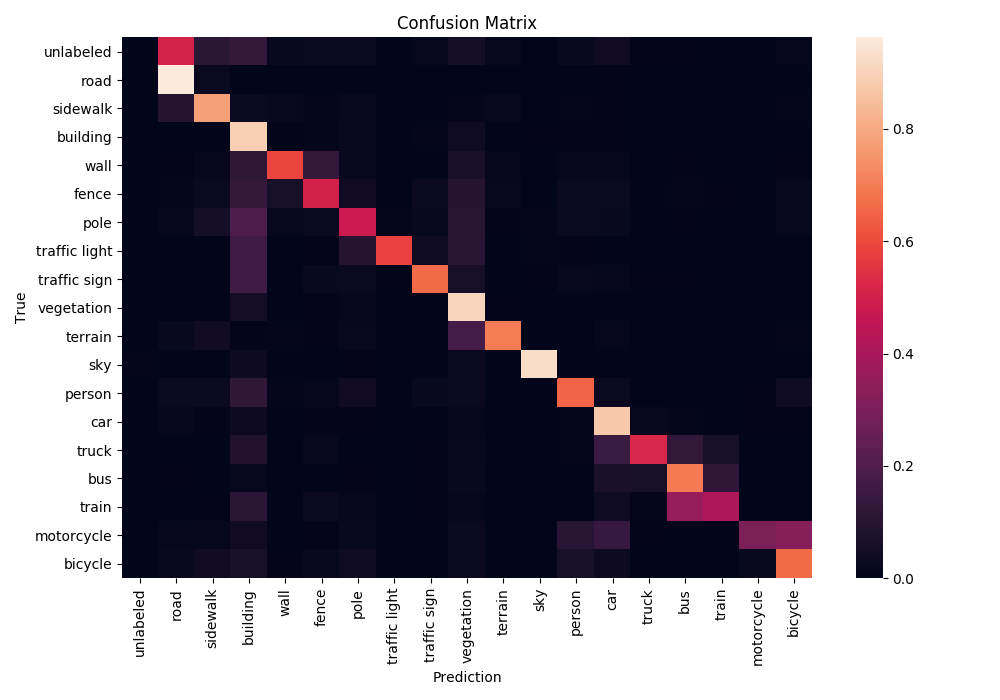 Confusion Matrix
True
unlabeled
road
sidewalk
building
wall
fence
pole
traffic light
traffic sign
vegetation
terrain
sky
person
car
truck
bus
train
motorcycle
bicycle
unlabeled
road
sidewalk
building
wall
fence
pole
traffic light
traffic sign
vegetation
terrain
sky
person
car
truck
bus
train
motorcycle
bicycle
Prediction
0.8
0.6
0.4
0.2
0.0